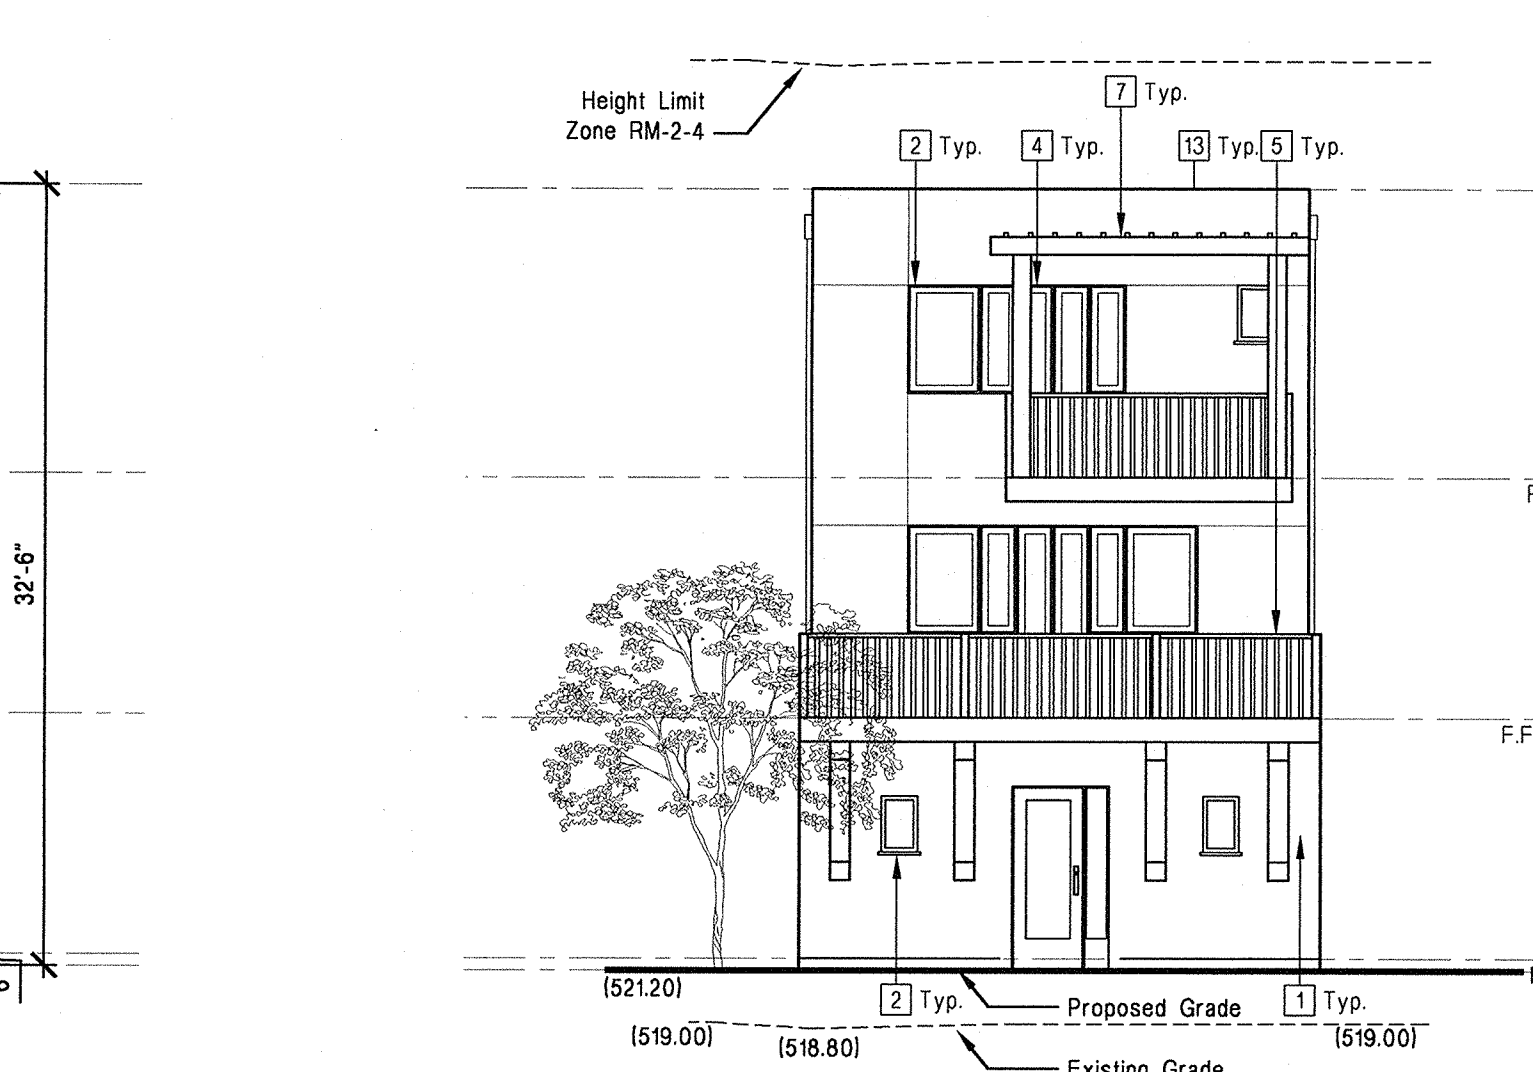 7 Typ.
Height Limit
Zone RM-2-4
2 Typ.
4 Typ.
13 Typ.
5 Typ.
32'-6"
F.F
(521.20)
2 Typ.
Proposed Grade
1 Typ.
(519.00)
(518.80)
(519.00)
Existing Grade